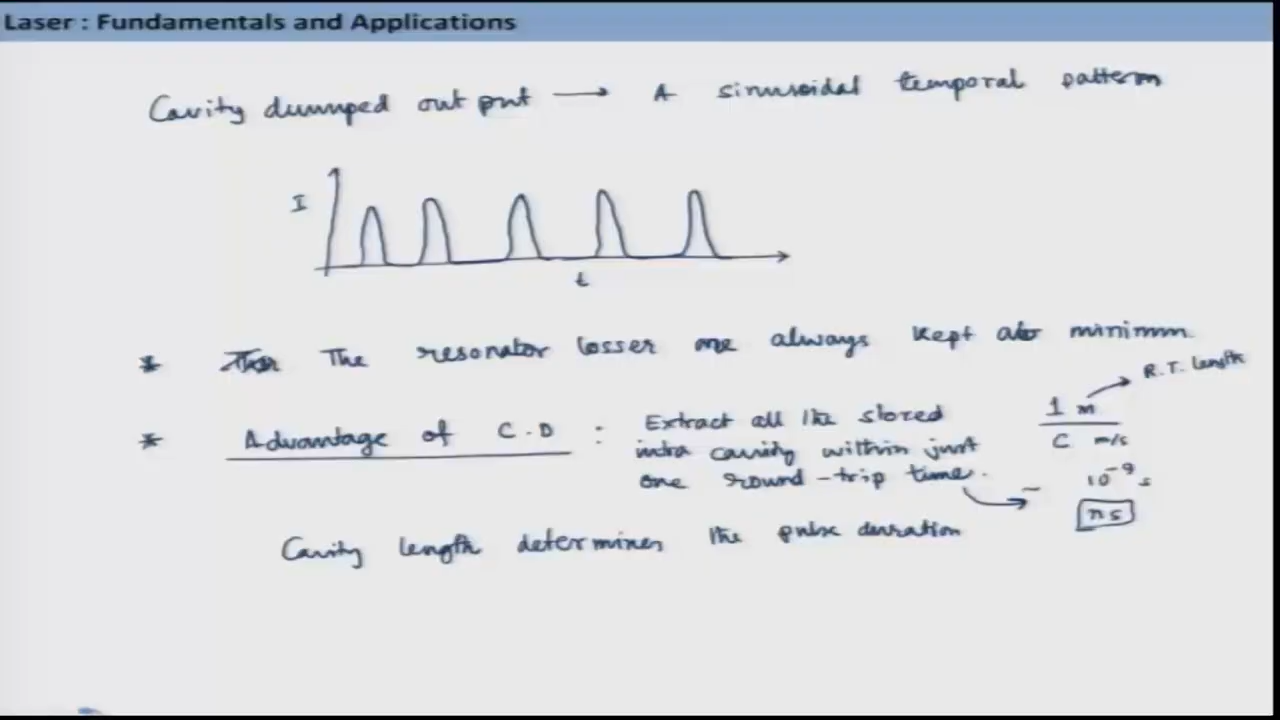 Laser : Fundamentals and Applications
Cavity dumped output → A sinusoidal temporal pattern
I
t
* The resonator losser are always kept at minimum.
R.T. length
* Advantage of C.D : Extract all the stored
intra cavity within just
one round-trip time.
1 m
C m/s
10⁻⁹ s
ns
Cavity length determines the pulse duration